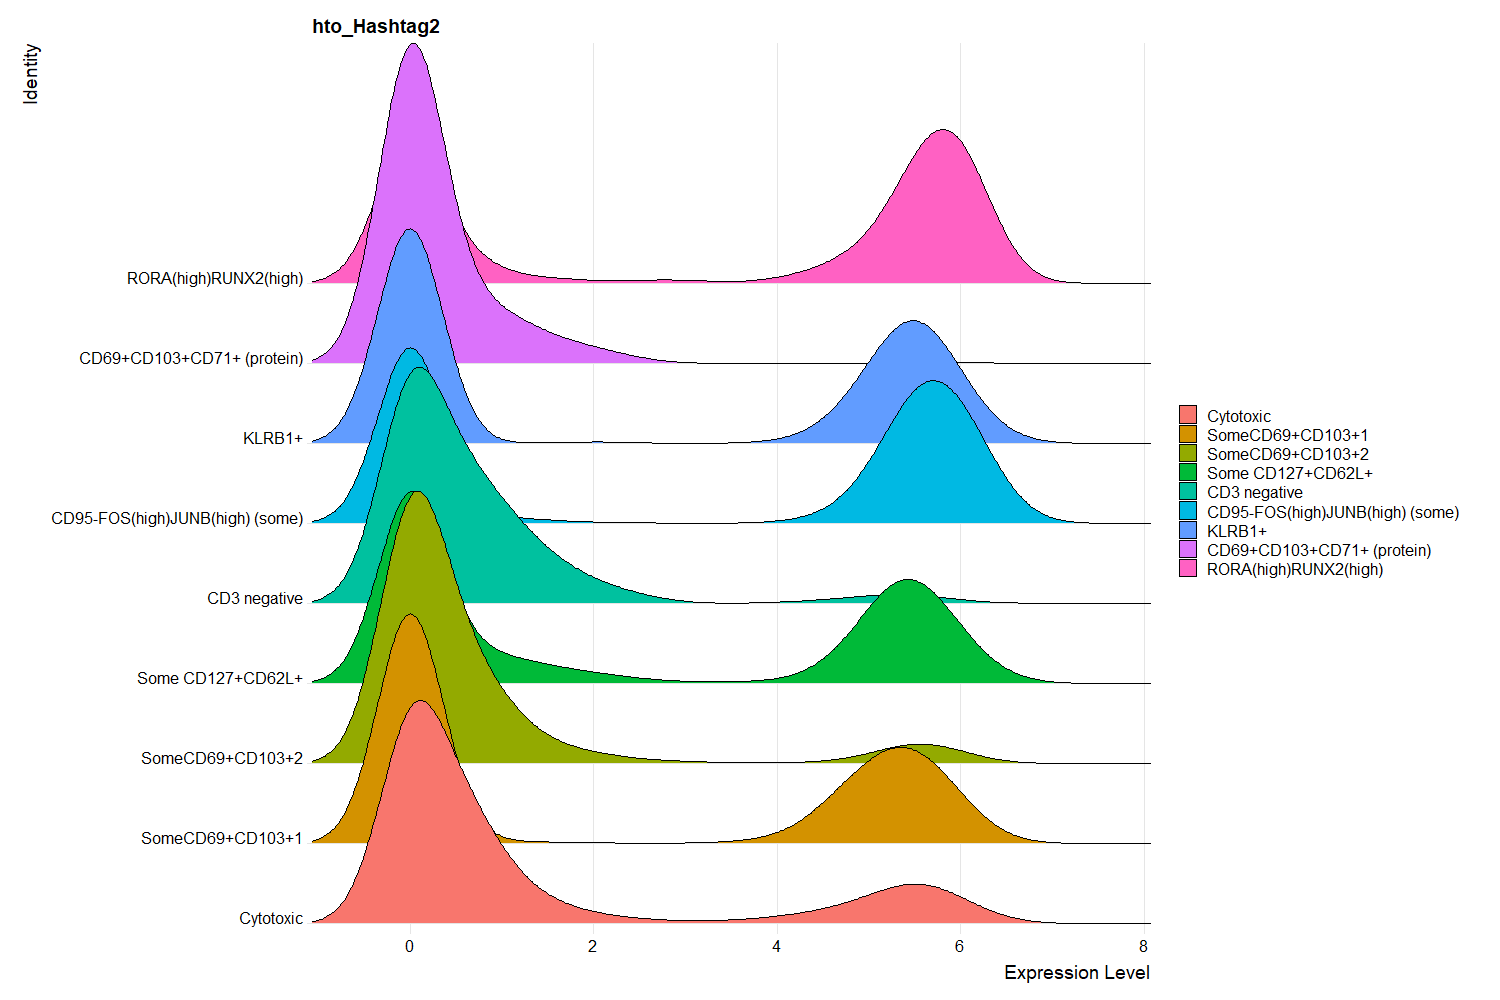 hto_Hashtag2
Identity
RORA(high)RUNX2(high)
CD69+CD103+CD71+ (protein)
KLRB1+
CD95-FOS(high)JUNB(high) (some)
CD3 negative
Some CD127+CD62L+
SomeCD69+CD103+2
SomeCD69+CD103+1
Cytotoxic
0 2 4 6 8
Expression Level
Cytotoxic
SomeCD69+CD103+1
SomeCD69+CD103+2
Some CD127+CD62L+
CD3 negative
CD95-FOS(high)JUNB(high) (some)
KLRB1+
CD69+CD103+CD71+ (protein)
RORA(high)RUNX2(high)